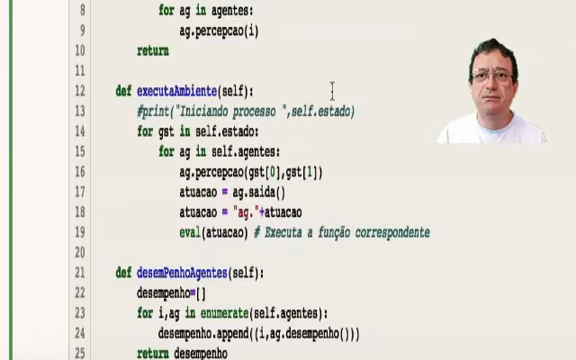 8 for ag in agentes:
9 ag.percepcao(i)
10 return
11
12 def executaAmbiente(self):
13 #print("Iniciando processo ",self.estado)
14 for gst in self.estado:
15 for ag in self.agentes:
16 ag.percepcao(gst[0],gst[1])
17 atuacao = ag.saida()
18 atuacao = "ag."+atuacao
19 eval(atuacao) # Executa a função correspondente
20
21 def desemPenhoAgentes(self):
22 desempenho=[]
23 for i,ag in enumerate(self.agentes):
24 desempenho.append((i,ag.desempenho()))
25 return desempenho